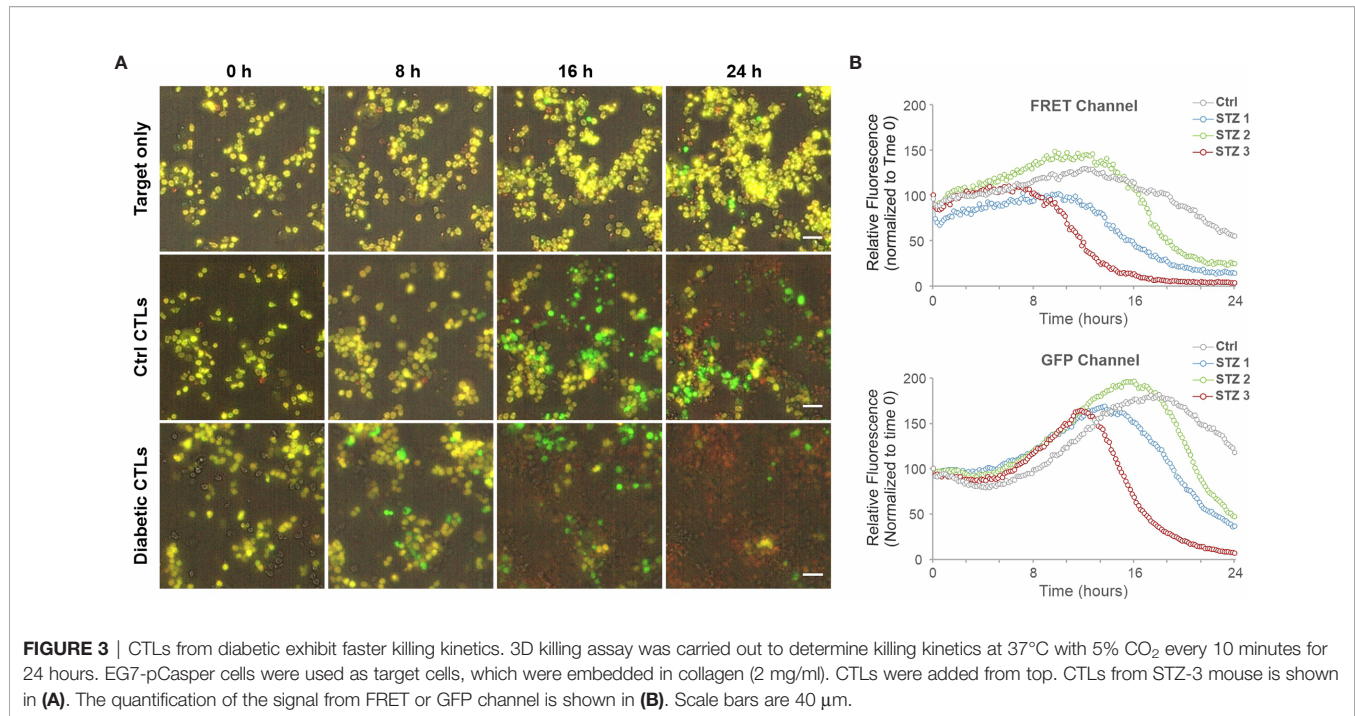 A
0 h
8 h
16 h
24 h
Target only
Ctrl CTLs
Diabetic CTLs
B
FRET Channel
Ctrl
STZ 1
STZ 2
STZ 3
Relative Fluorescence
(normalized to Tme 0)
200
150
100
50
0
0
8
16
24
Time (hours)
GFP Channel
Ctrl
STZ 1
STZ 2
STZ 3
Relative Fluorescence
(Normalized to time 0)
200
150
100
50
0
0
8
16
24
Time (hours)
FIGURE 3 | CTLs from diabetic exhibit faster killing kinetics. 3D killing assay was carried out to determine killing kinetics at 37°C with 5% CO2 every 10 minutes for
24 hours. EG7-pCasper cells were used as target cells, which were embedded in collagen (2 mg/ml). CTLs were added from top. CTLs from STZ-3 mouse is shown
in (A). The quantification of the signal from FRET or GFP channel is shown in (B). Scale bars are 40 μm.